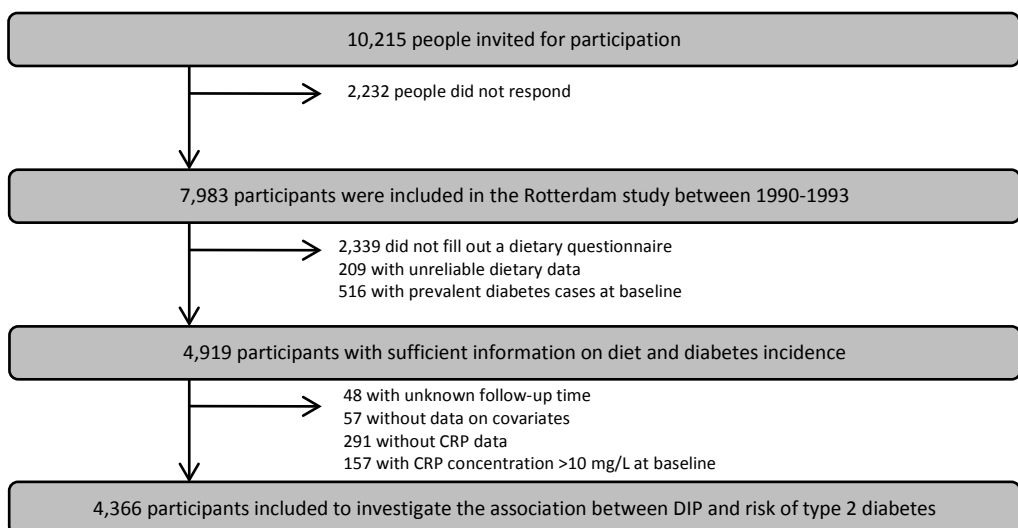 10,215 people invited for participation
2,232 people did not respond
7,983 participants were included in the Rotterdam study between 1990-1993
2,339 did not fill out a dietary questionnaire
209 with unreliable dietary data
516 with prevalent diabetes cases at baseline
4,919 participants with sufficient information on diet and diabetes incidence
48 with unknown follow-up time
57 without data on covariates
291 without CRP data
157 with CRP concentration >10 mg/L at baseline
4,366 participants included to investigate the association between DIP and risk of type 2 diabetes